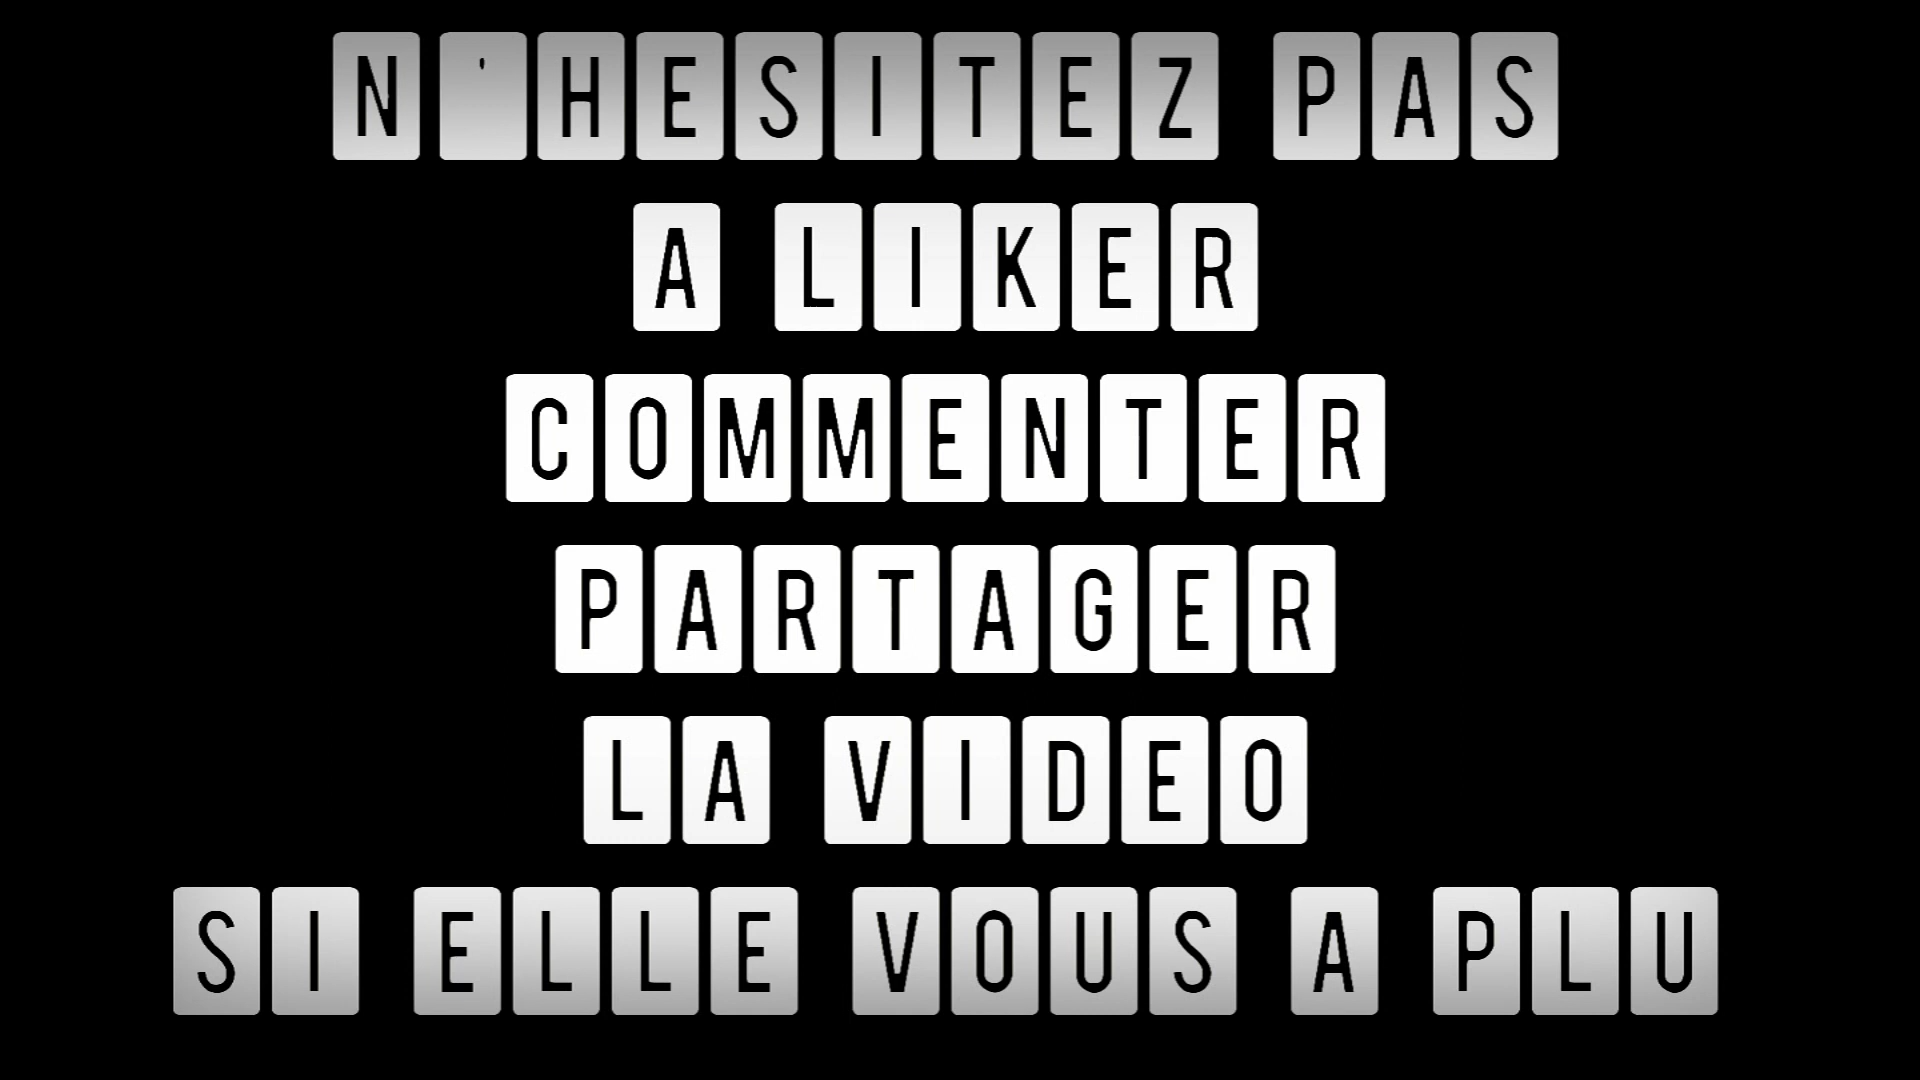 N'HESITEZ PAS
A LIKER
COMMENTER
PARTAGER
LA VIDEO
SI ELLE VOUS A PLU